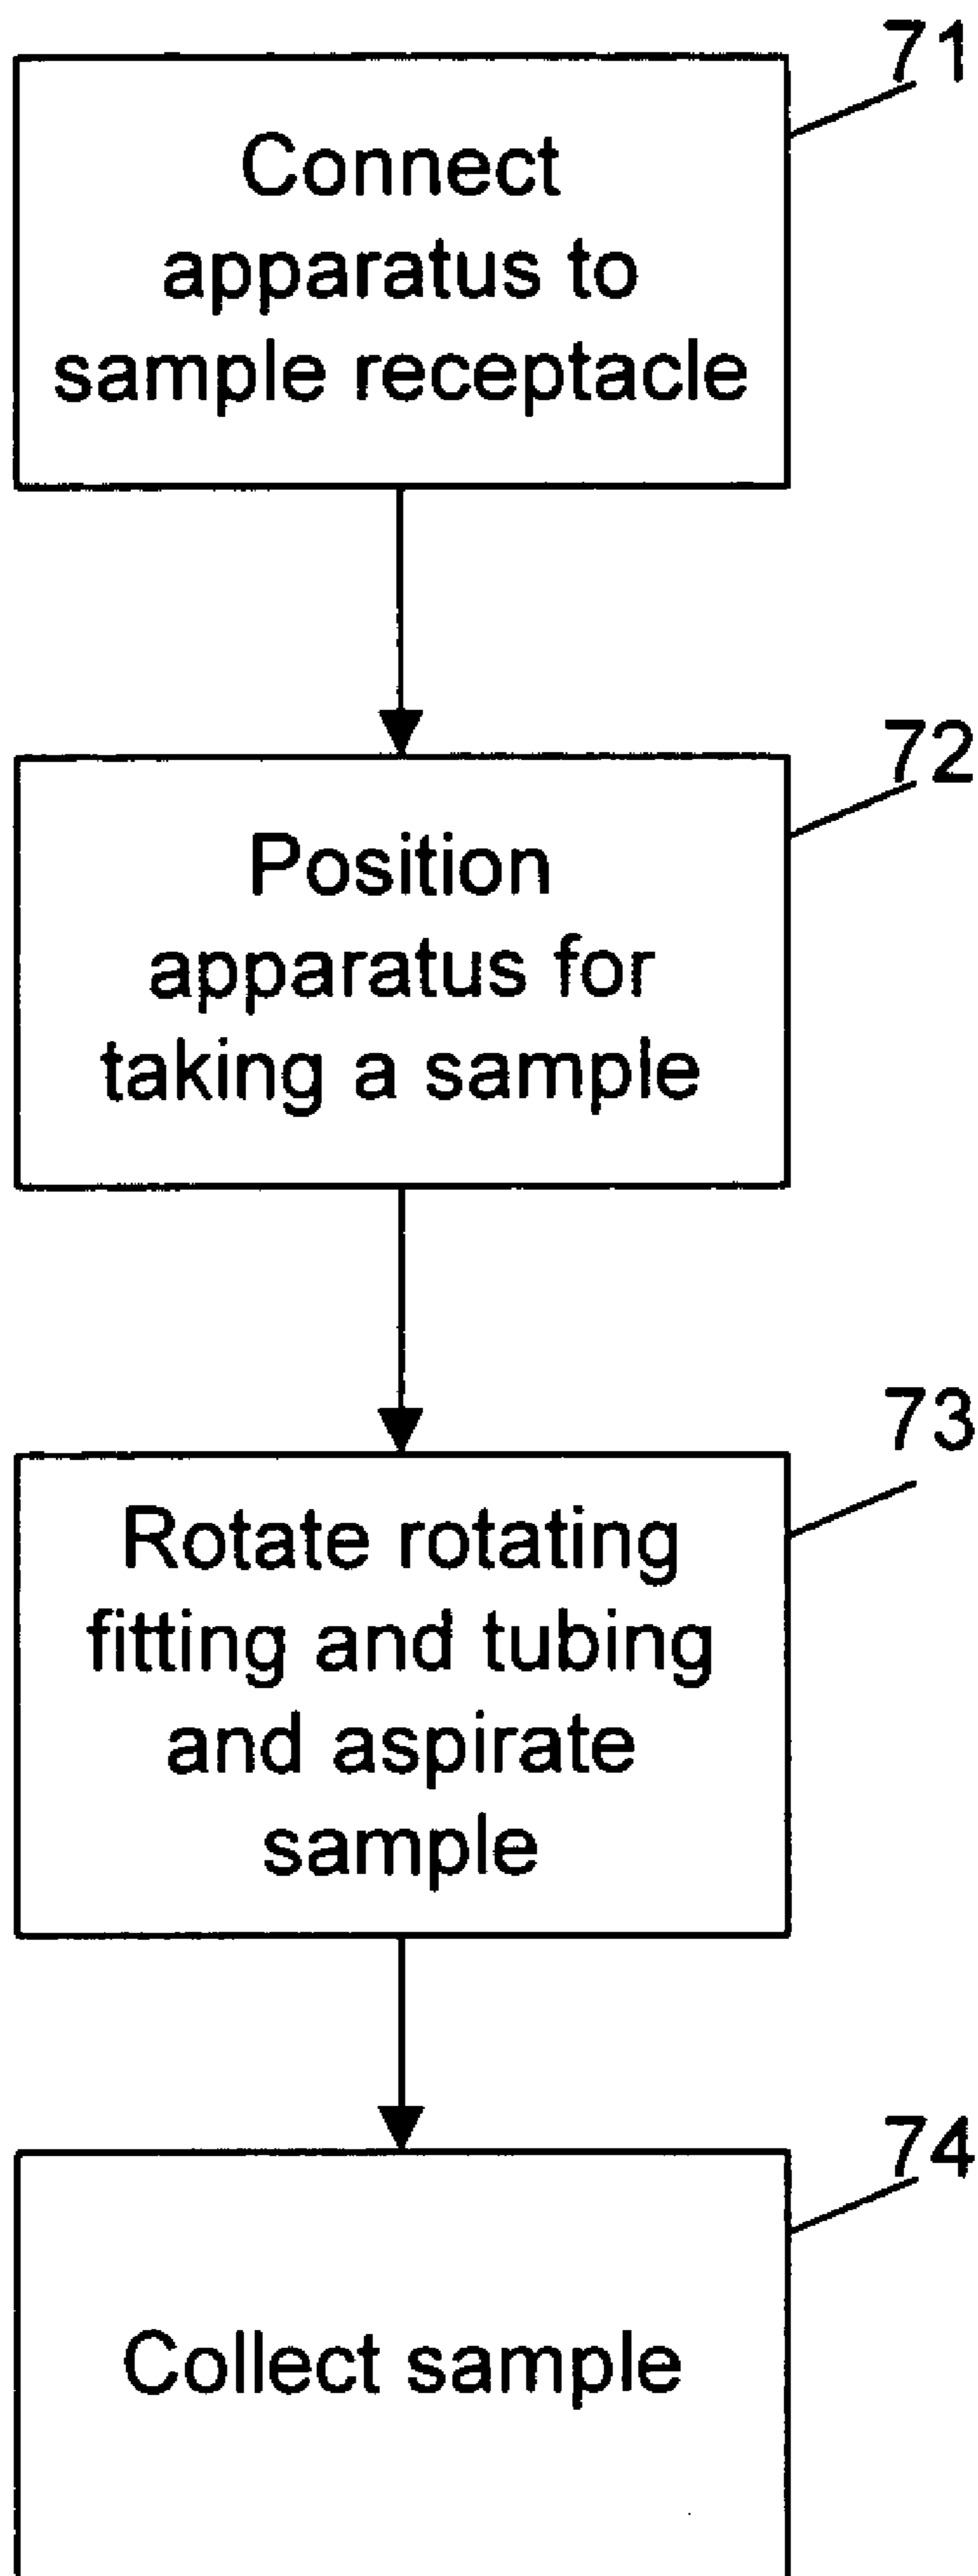 71
Connect
apparatus to
sample receptacle
72
Position
apparatus for
taking a sample
73
Rotate rotating
fitting and tubing
and aspirate
sample
74
Collect sample